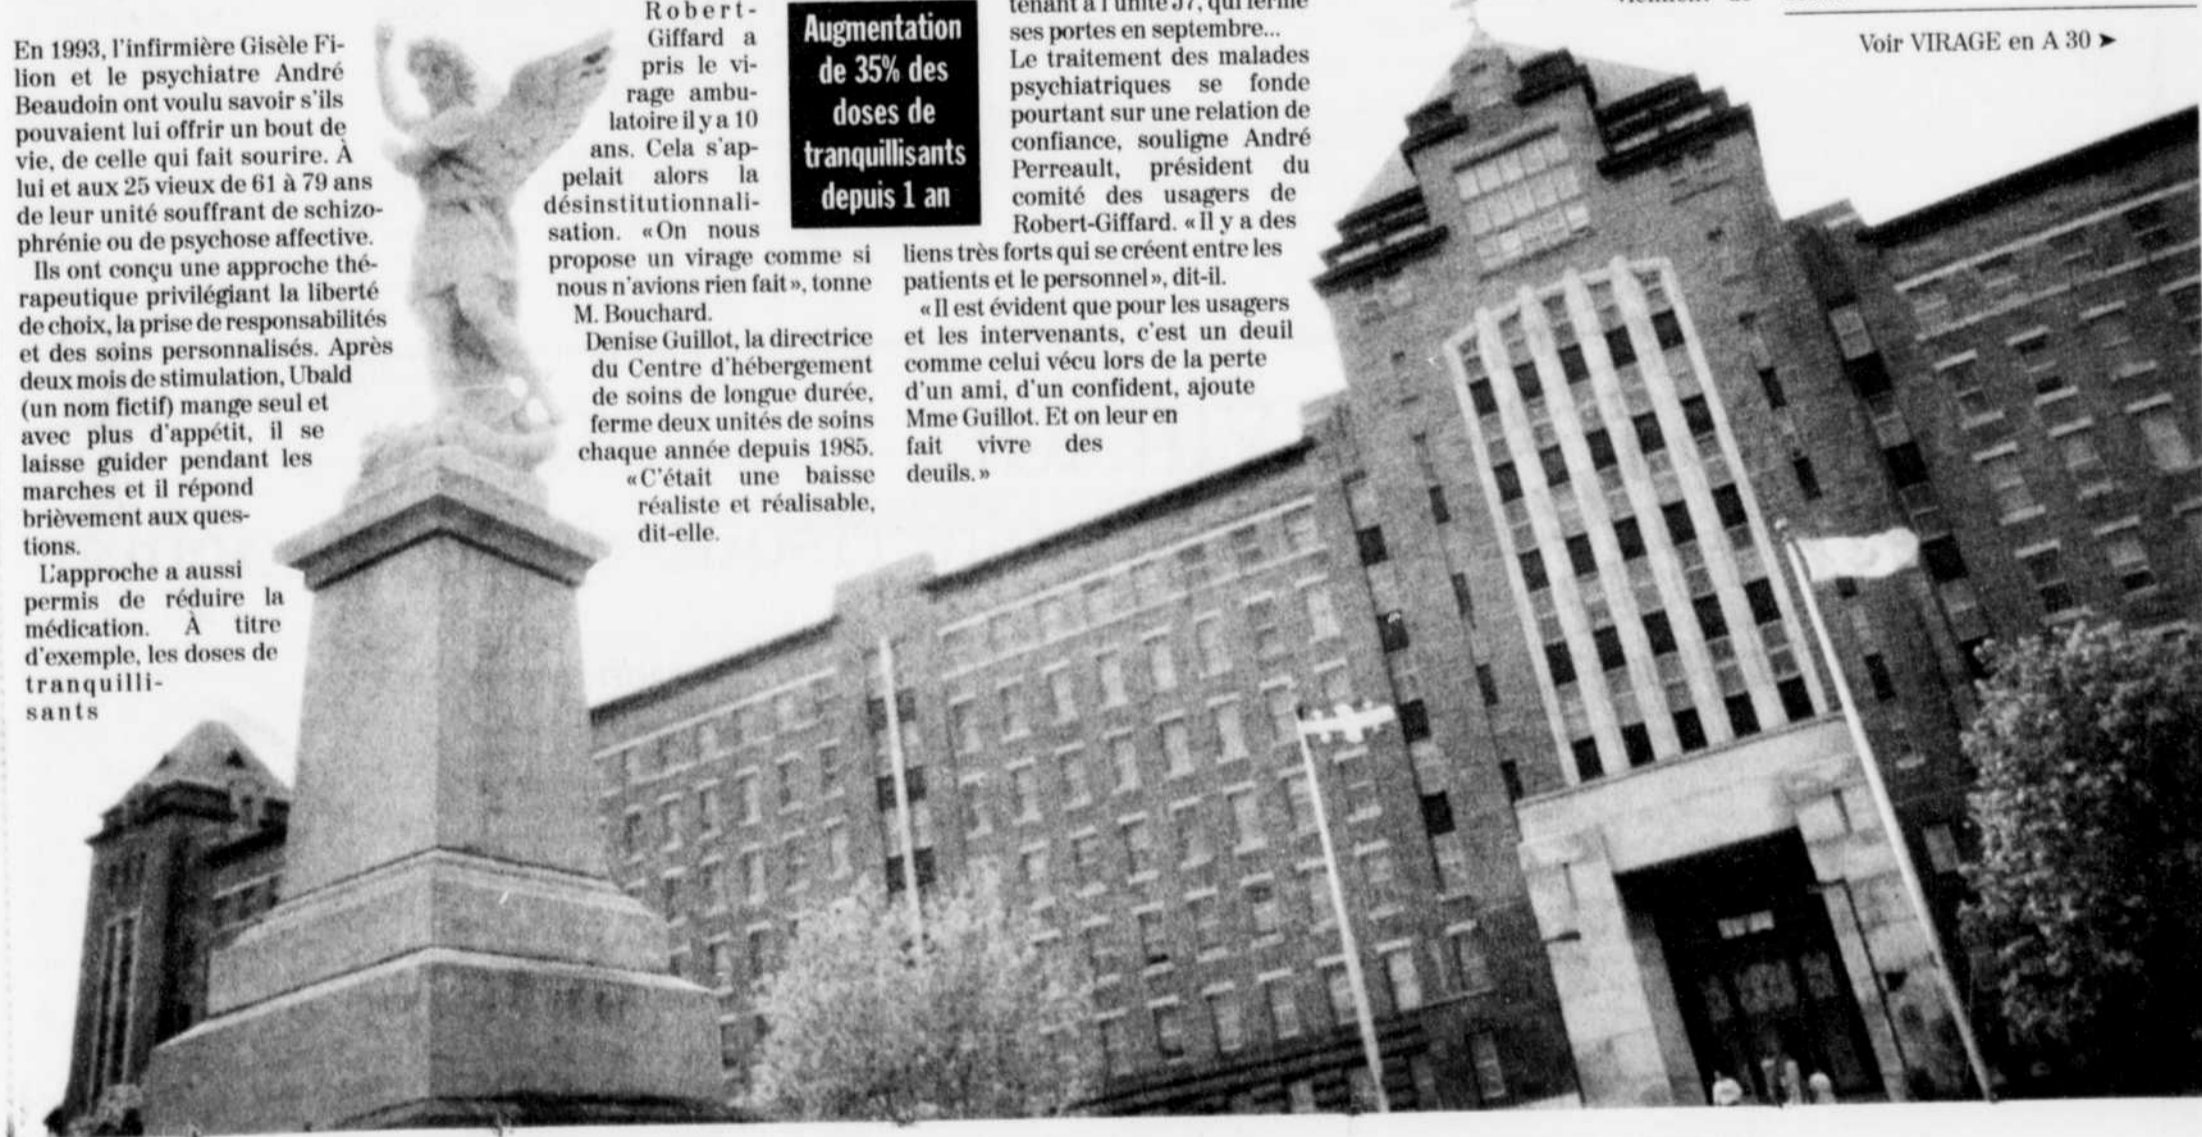 En 1993, l'infirmière Gisèle Fi-
lion et le psychiatre André
Beaudoin ont voulu savoir s'ils
pouvaient lui offrir un bout de
vie, de celle qui fait sourire. À
lui et aux 25 vieux de 61 à 79 ans
de leur unité souffrant de schizo-
phrénie ou de psychose affective.
Ils ont conçu une approche thé-
rapeutique privilégiant la liberté
de choix, la prise de responsabilités
et des soins personnalisés. Après
deux mois de stimulation, Ubald
(un nom fictif) mange seul et
avec plus d'appétit, il se
laisse guider pendant les
marches et il répond
brièvement aux ques-
tions.
L'approche a aussi
permis de réduire la
médication. À titre
d'exemple, les doses de
tranquilli-
sants
Robert-
Giffard a
pris le vi-
rage ambu-
latoire il y a 10
ans. Cela s'ap-
pelait alors la
désinstitutionnali-
sation. «On nous
propose un virage comme si
nous n'avions rien fait», tonne
M. Bouchard.
Denise Guillot, la directrice
du Centre d'hébergement
de soins de longue durée,
ferme deux unités de soins
chaque année depuis 1985.
«C'était une baisse
réaliste et réalisable,
dit-elle.
Augmentation
de 35% des
doses de
tranquillisants
depuis 1 an
tenant à l'unité J7, qui ferme
ses portes en septembre...
Le traitement des malades
psychiatriques se fonde
pourtant sur une relation de
confiance, souligne André
Perreault, président du
comité des usagers de
Robert-Giffard. «Il y a des
liens très forts qui se créent entre les
patients et le personnel», dit-il.
«Il est évident que pour les usagers
et les intervenants, c'est un deuil
comme celui vécu lors de la perte
d'un ami, d'un confident, ajoute
Mme Guillot. Et on leur en
fait vivre des
deuils.»
Voir VIRAGE en A 30 ➤